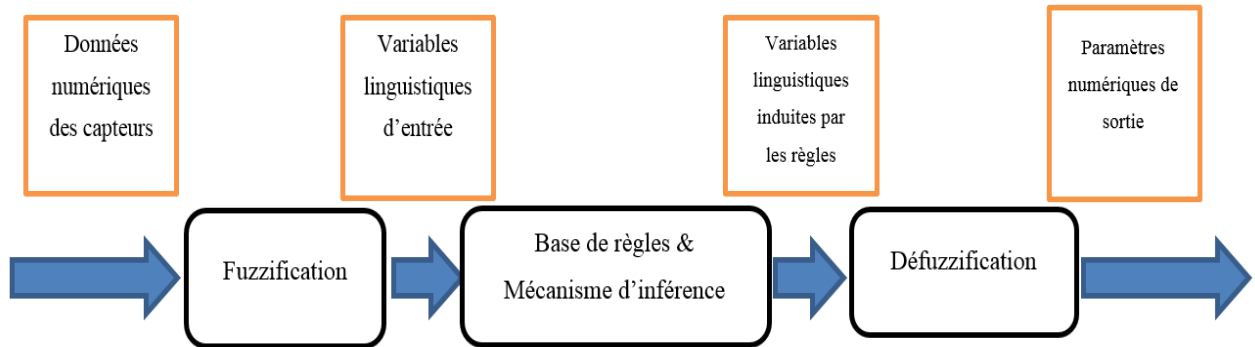 Données
numériques
des capteurs
Variables
linguistiques
d’entrée
Variables
linguistiques
induites par
les règles
Paramètres
numériques de
sortie
Fuzzification
Base de règles &
Mécanisme d’inférence
Défuzzification